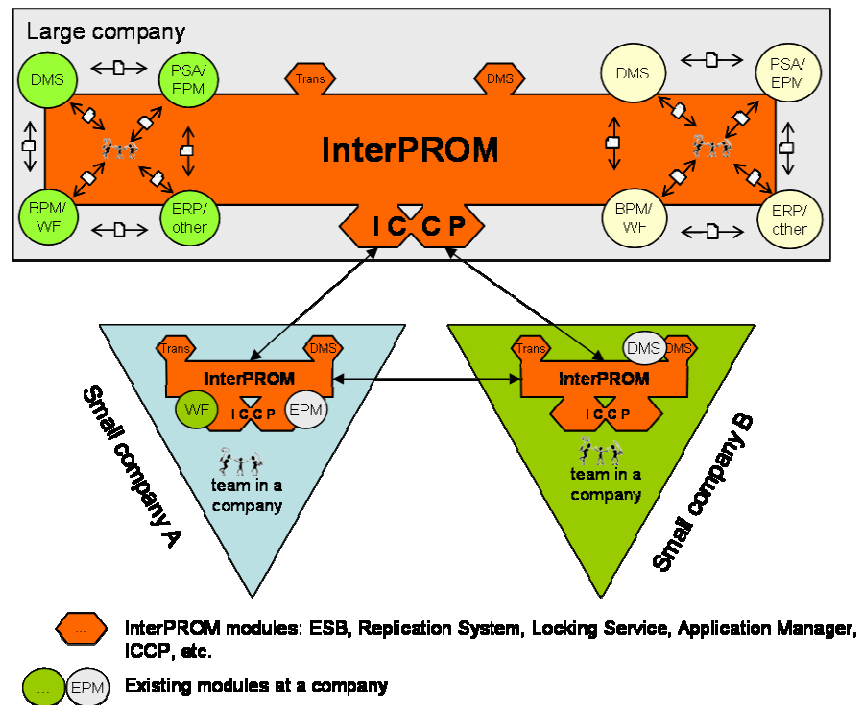 Large company
DMS
PSA/
EPM
Trans
DMS
DMS
PSA/
EPM
InterPROM
BPM/
WF
ERP/
other
BPM/
WF
ERP/
other
I C C P
Trans
DMS
InterPROM
WF
I C C P
EPM
team in a
company
Small company A
Trans
DMS
DMS
InterPROM
I C C P
team in a
company
Small company B
...
InterPROM modules: ESB, Replication System, Locking Service, Application Manager,
ICCP, etc.
...
EPM
Existing modules at a company